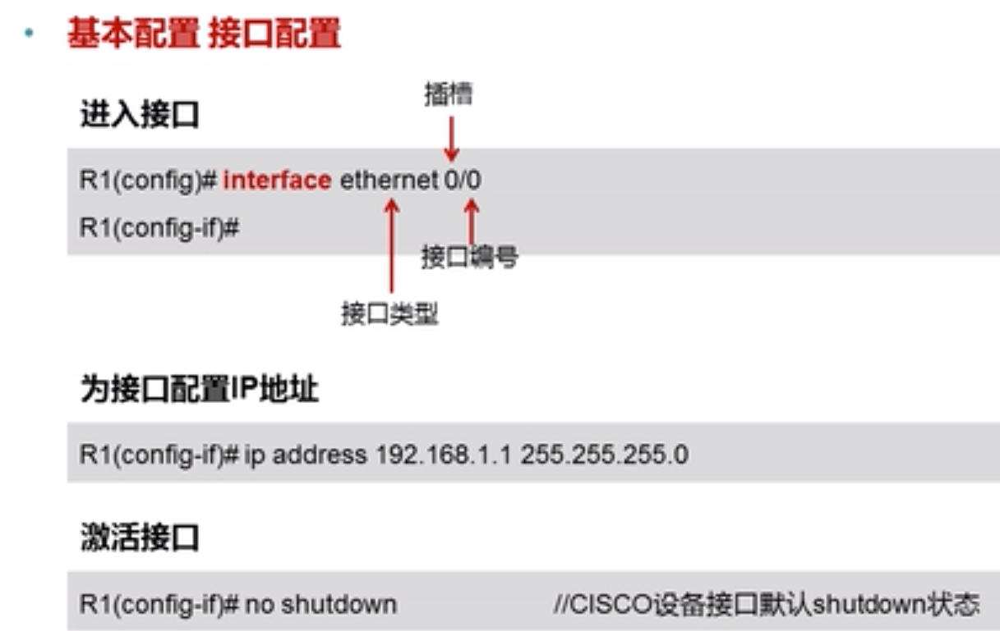 基本配置 接口配置
插槽
进入接口
R1(config)# interface ethernet 0/0
R1(config-if)#
接口编号
接口类型
为接口配置IP地址
R1(config-if)# ip address 192.168.1.1 255.255.255.0
激活接口
R1(config-if)# no shutdown //CISCO设备接口默认shutdown状态